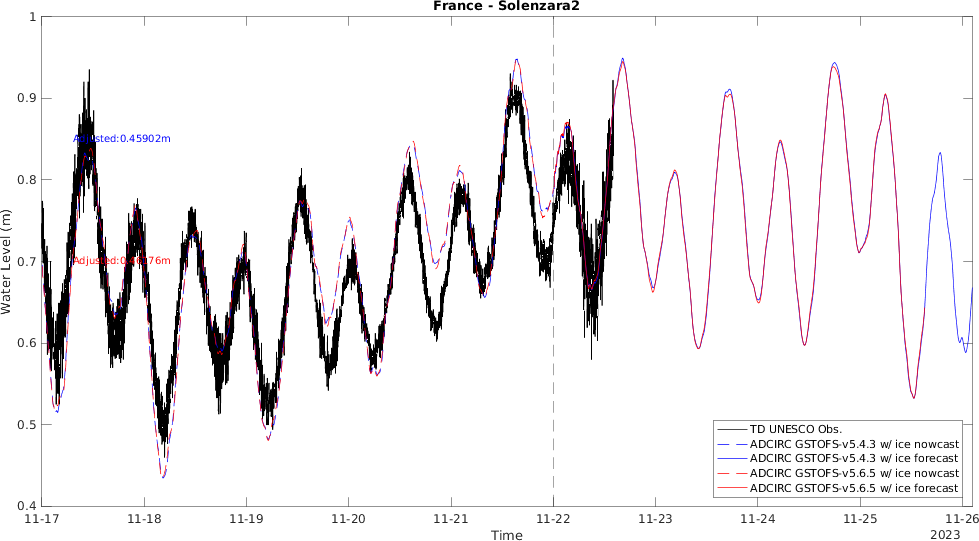 France - Solenzara2
1
0.9
0.8
0.7
0.6
0.5
0.4
Water Level (m)
Adjusted:0.45902m
11-17
11-18
11-19
11-20
11-21
11-22
11-23
11-24
11-25
11-26
2023
Time
TD UNESCO Obs.
ADCIRC GSTOFS-v5.4.3 w/ ice nowcast
ADCIRC GSTOFS-v5.4.3 w/ ice forecast
ADCIRC GSTOFS-v5.6.5 w/ ice nowcast
ADCIRC GSTOFS-v5.6.5 w/ ice forecast